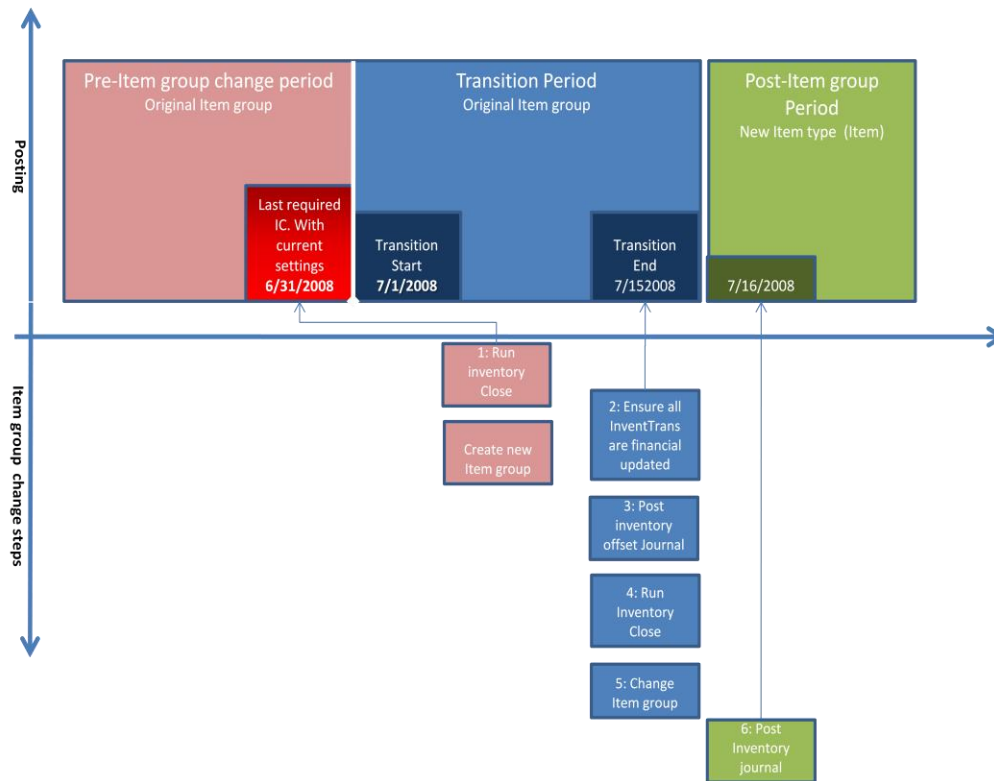 Pre-Item group change period
Original Item group
Transition Period
Original Item group
Post-Item group
Period
New Item type (Item)
Posting
Last required
IC. With
current
settings
6/31/2008
Transition
Start
7/1/2008
Transition
End
7/152008
7/16/2008
Item group change steps
1: Run
inventory
Close
Create new
Item group
2: Ensure all
InventTrans
are financial
updated
3: Post
inventory
offset Journal
4: Run
Inventory
Close
5: Change
Item group
6: Post
Inventory
journal